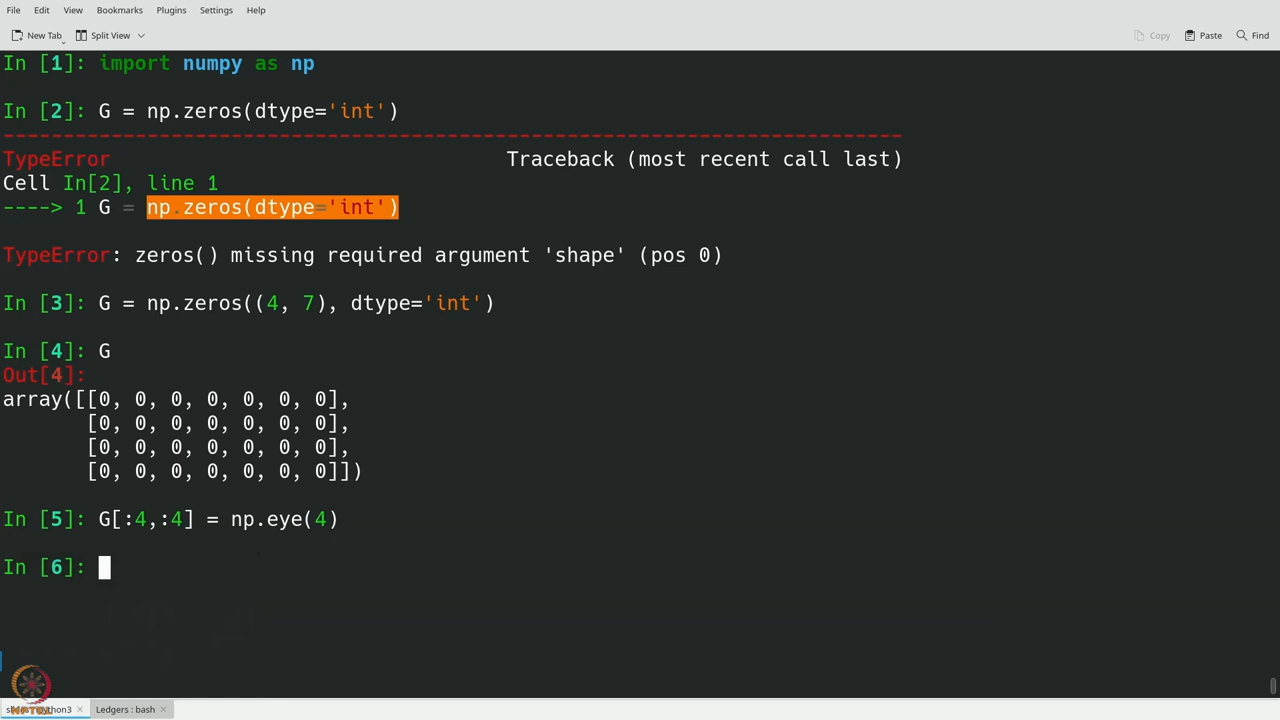 File Edit View Bookmarks Plugins Settings Help
New Tab Split View Copy Paste Find
In [1]: import numpy as np
In [2]: G = np.zeros(dtype='int')
---------------------------------------------------------------------------
TypeError Traceback (most recent call last)
Cell In[2], line 1
----> 1 G = np.zeros(dtype='int')
TypeError: zeros() missing required argument 'shape' (pos 0)
In [3]: G = np.zeros((4, 7), dtype='int')
In [4]: G
Out[4]:
array([[0, 0, 0, 0, 0, 0, 0],
[0, 0, 0, 0, 0, 0, 0],
[0, 0, 0, 0, 0, 0, 0],
[0, 0, 0, 0, 0, 0, 0]])
In [5]: G[:4,:4] = np.eye(4)
In [6]:
Ledgers : bash
NPTEL